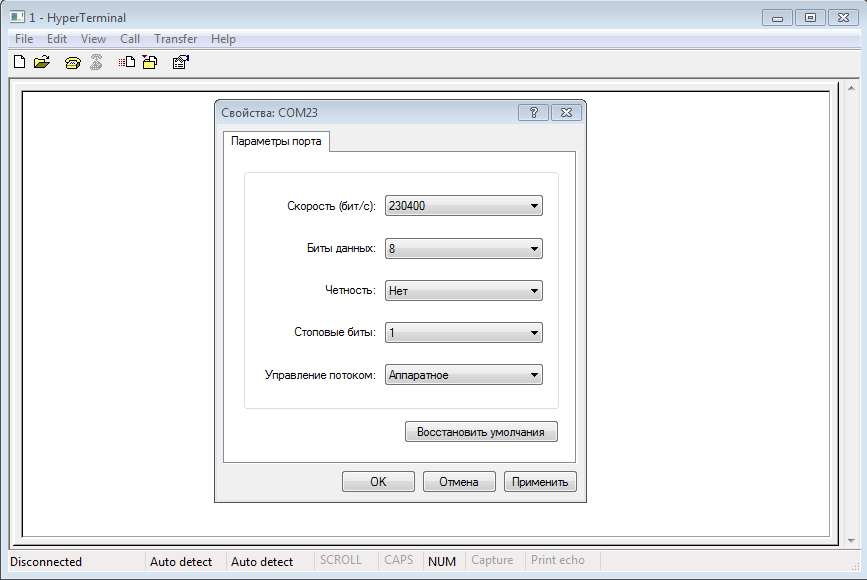 1 - HyperTerminal
File Edit View Call Transfer Help
Свойства: COM23
Параметры порта
Скорость (бит/с): 230400
Биты данных: 8
Четность: Нет
Стоповые биты: 1
Управление потоком: Аппаратное
Восстановить умолчания
OK Отмена Применить
Disconnected Auto detect Auto detect SCROLL CAPS NUM Capture Print echo